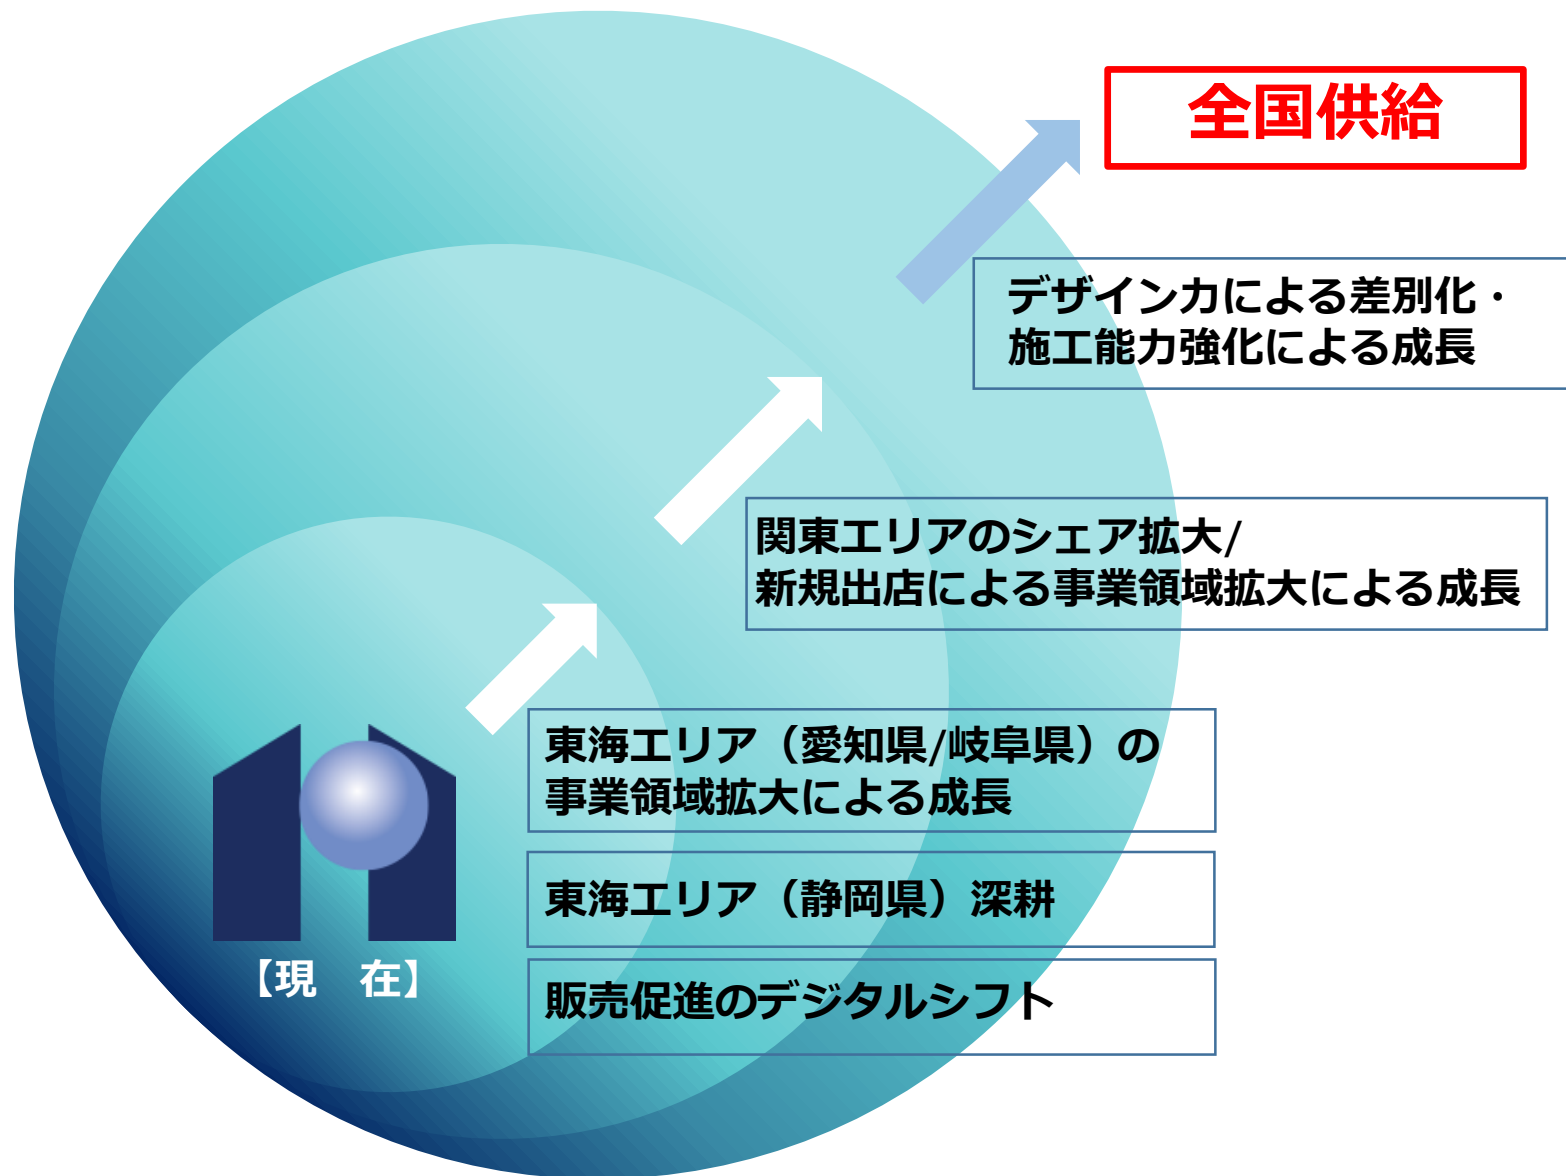 全国供給
デザイン力による差別化・
施工能力強化による成長
関東エリアのシェア拡大/
新規出店による事業領域拡大による成長
東海エリア（愛知県/岐阜県）の
事業領域拡大による成長
東海エリア（静岡県）深耕
販売促進のデジタルシフト
【現　在】